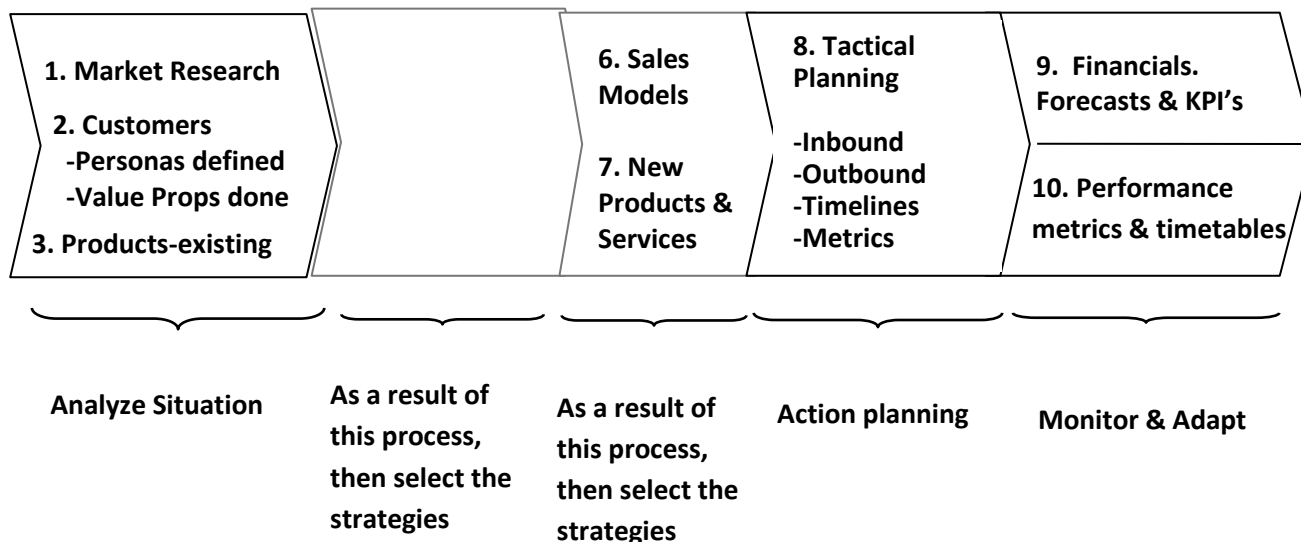 1. Market Research
2. Customers
-Personas defined
-Value Props done
3. Products-existing
6. Sales
Models
7. New
Products &
Services
8. Tactical
Planning
-Inbound
-Outbound
-Timelines
-Metrics
9. Financials.
Forecasts & KPI's
10. Performance
metrics & timetables
Analyze Situation
As a result of
this process,
then select the
strategies
As a result of
this process,
then select the
strategies
Action planning
Monitor & Adapt